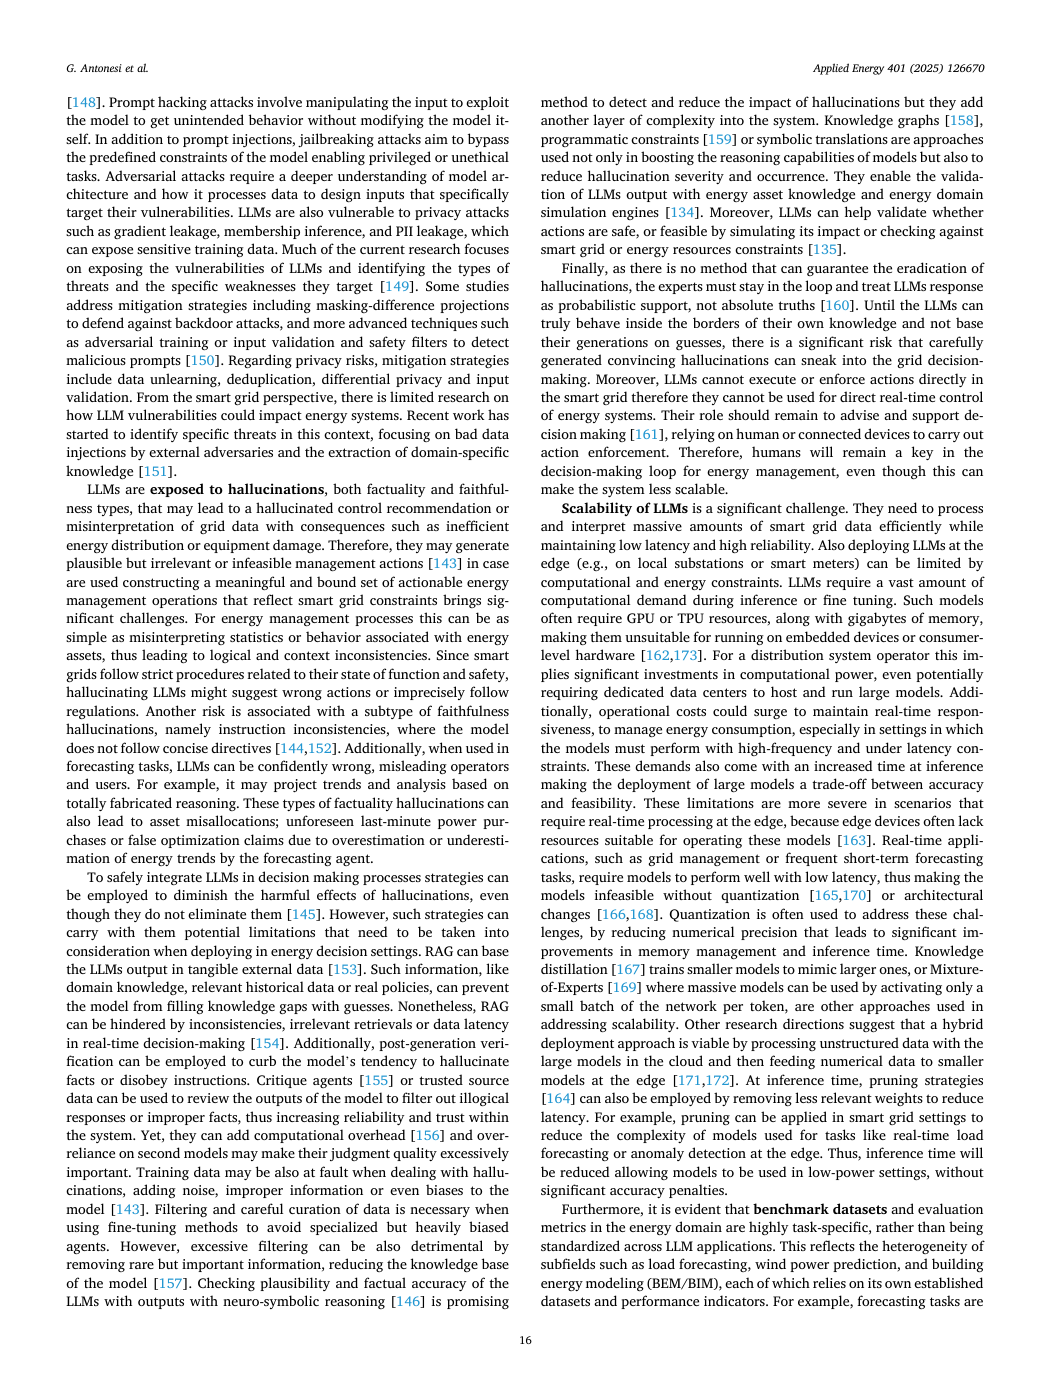 G. Antonesi et al.
Applied Energy 401 (2025) 126670
[148]. Prompt hacking attacks involve manipulating the input to exploit
the model to get unintended behavior without modifying the model it-
self. In addition to prompt injections, jailbreaking attacks aim to bypass
the predefined constraints of the model enabling privileged or unethical
tasks. Adversarial attacks require a deeper understanding of model ar-
chitecture and how it processes data to design inputs that specifically
target their vulnerabilities. LLMs are also vulnerable to privacy attacks
such as gradient leakage, membership inference, and PII leakage, which
can expose sensitive training data. Much of the current research focuses
on exposing the vulnerabilities of LLMs and identifying the types of
threats and the specific weaknesses they target [149]. Some studies
address mitigation strategies including masking-difference projections
to defend against backdoor attacks, and more advanced techniques such
as adversarial training or input validation and safety filters to detect
malicious prompts [150]. Regarding privacy risks, mitigation strategies
include data unlearning, deduplication, differential privacy and input
validation. From the smart grid perspective, there is limited research on
how LLM vulnerabilities could impact energy systems. Recent work has
started to identify specific threats in this context, focusing on bad data
injections by external adversaries and the extraction of domain-specific
knowledge [151].
LLMs are exposed to hallucinations, both factuality and faithful-
ness types, that may lead to a hallucinated control recommendation or
misinterpretation of grid data with consequences such as inefficient
energy distribution or equipment damage. Therefore, they may generate
plausible but irrelevant or infeasible management actions [143] in case
are used constructing a meaningful and bound set of actionable energy
management operations that reflect smart grid constraints brings sig-
nificant challenges. For energy management processes this can be as
simple as misinterpreting statistics or behavior associated with energy
assets, thus leading to logical and context inconsistencies. Since smart
grids follow strict procedures related to their state of function and safety,
hallucinating LLMs might suggest wrong actions or imprecisely follow
regulations. Another risk is associated with a subtype of faithfulness
hallucinations, namely instruction inconsistencies, where the model
does not follow concise directives [144,152]. Additionally, when used in
forecasting tasks, LLMs can be confidently wrong, misleading operators
and users. For example, it may project trends and analysis based on
totally fabricated reasoning. These types of factuality hallucinations can
also lead to asset misallocations; unforeseen last-minute power pur-
chases or false optimization claims due to overestimation or underesti-
mation of energy trends by the forecasting agent.
To safely integrate LLMs in decision making processes strategies can
be employed to diminish the harmful effects of hallucinations, even
though they do not eliminate them [145]. However, such strategies can
carry with them potential limitations that need to be taken into
consideration when deploying in energy decision settings. RAG can base
the LLMs output in tangible external data [153]. Such information, like
domain knowledge, relevant historical data or real policies, can prevent
the model from filling knowledge gaps with guesses. Nonetheless, RAG
can be hindered by inconsistencies, irrelevant retrievals or data latency
in real-time decision-making [154]. Additionally, post-generation veri-
fication can be employed to curb the model's tendency to hallucinate
facts or disobey instructions. Critique agents [155] or trusted source
data can be used to review the outputs of the model to filter out illogical
responses or improper facts, thus increasing reliability and trust within
the system. Yet, they can add computational overhead [156] and over-
reliance on second models may make their judgment quality excessively
important. Training data may be also at fault when dealing with hallu-
cinations, adding noise, improper information or even biases to the
model [143]. Filtering and careful curation of data is necessary when
using fine-tuning methods to avoid specialized but heavily biased
agents. However, excessive filtering can be also detrimental by
removing rare but important information, reducing the knowledge base
of the model [157]. Checking plausibility and factual accuracy of the
LLMs with outputs with neuro-symbolic reasoning [146] is promising
method to detect and reduce the impact of hallucinations but they add
another layer of complexity into the system. Knowledge graphs [158],
programmatic constraints [159] or symbolic translations are approaches
used not only in boosting the reasoning capabilities of models but also to
reduce hallucination severity and occurrence. They enable the valida-
tion of LLMs output with energy asset knowledge and energy domain
simulation engines [134]. Moreover, LLMs can help validate whether
actions are safe, or feasible by simulating its impact or checking against
smart grid or energy resources constraints [135].
Finally, as there is no method that can guarantee the eradication of
hallucinations, the experts must stay in the loop and treat LLMs response
as probabilistic support, not absolute truths [160]. Until the LLMs can
truly behave inside the borders of their own knowledge and not base
their generations on guesses, there is a significant risk that carefully
generated convincing hallucinations can sneak into the grid decision-
making. Moreover, LLMs cannot execute or enforce actions directly in
the smart grid therefore they cannot be used for direct real-time control
of energy systems. Their role should remain to advise and support de-
cision making [161], relying on human or connected devices to carry out
action enforcement. Therefore, humans will remain a key in the
decision-making loop for energy management, even though this can
make the system less scalable.
Scalability of LLMs is a significant challenge. They need to process
and interpret massive amounts of smart grid data efficiently while
maintaining low latency and high reliability. Also deploying LLMs at the
edge (e.g., on local substations or smart meters) can be limited by
computational and energy constraints. LLMs require a vast amount of
computational demand during inference or fine tuning. Such models
often require GPU or TPU resources, along with gigabytes of memory,
making them unsuitable for running on embedded devices or consumer-
level hardware [162,173]. For a distribution system operator this im-
plies significant investments in computational power, even potentially
requiring dedicated data centers to host and run large models. Addi-
tionally, operational costs could surge to maintain real-time respon-
siveness, to manage energy consumption, especially in settings in which
the models must perform with high-frequency and under latency con-
straints. These demands also come with an increased time at inference
making the deployment of large models a trade-off between accuracy
and feasibility. These limitations are more severe in scenarios that
require real-time processing at the edge, because edge devices often lack
resources suitable for operating these models [163]. Real-time appli-
cations, such as grid management or frequent short-term forecasting
tasks, require models to perform well with low latency, thus making the
models infeasible without quantization [165,170] or architectural
changes [166,168]. Quantization is often used to address these chal-
lenges, by reducing numerical precision that leads to significant im-
provements in memory management and inference time. Knowledge
distillation [167] trains smaller models to mimic larger ones, or Mixture-
of-Experts [169] where massive models can be used by activating only a
small batch of the network per token, are other approaches used in
addressing scalability. Other research directions suggest that a hybrid
deployment approach is viable by processing unstructured data with the
large models in the cloud and then feeding numerical data to smaller
models at the edge [171,172]. At inference time, pruning strategies
[164] can also be employed by removing less relevant weights to reduce
latency. For example, pruning can be applied in smart grid settings to
reduce the complexity of models used for tasks like real-time load
forecasting or anomaly detection at the edge. Thus, inference time will
be reduced allowing models to be used in low-power settings, without
significant accuracy penalties.
Furthermore, it is evident that benchmark datasets and evaluation
metrics in the energy domain are highly task-specific, rather than being
standardized across LLM applications. This reflects the heterogeneity of
subfields such as load forecasting, wind power prediction, and building
energy modeling (BEM/BIM), each of which relies on its own established
datasets and performance indicators. For example, forecasting tasks are
16